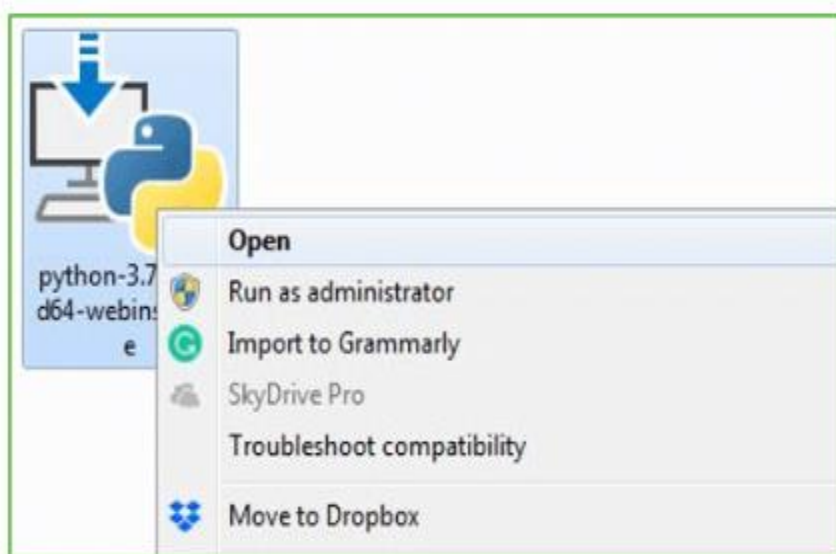 python-3.7
d64-webins
e
Open
Run as administrator
Import to Grammarly
SkyDrive Pro
Troubleshoot compatibility
Move to Dropbox